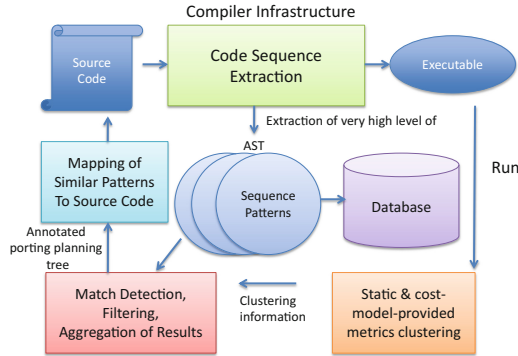 Compiler Infrastructure
Source
Code
Code Sequence
Extraction
Executable
Extraction of very high level of
AST
Mapping of
Similar Patterns
To Source Code
Sequence
Patterns
Database
Run
Annotated
porting planning
tree
Match Detection,
Filtering,
Aggregation of Results
Clustering
information
Static & cost-
model-provided
metrics clustering